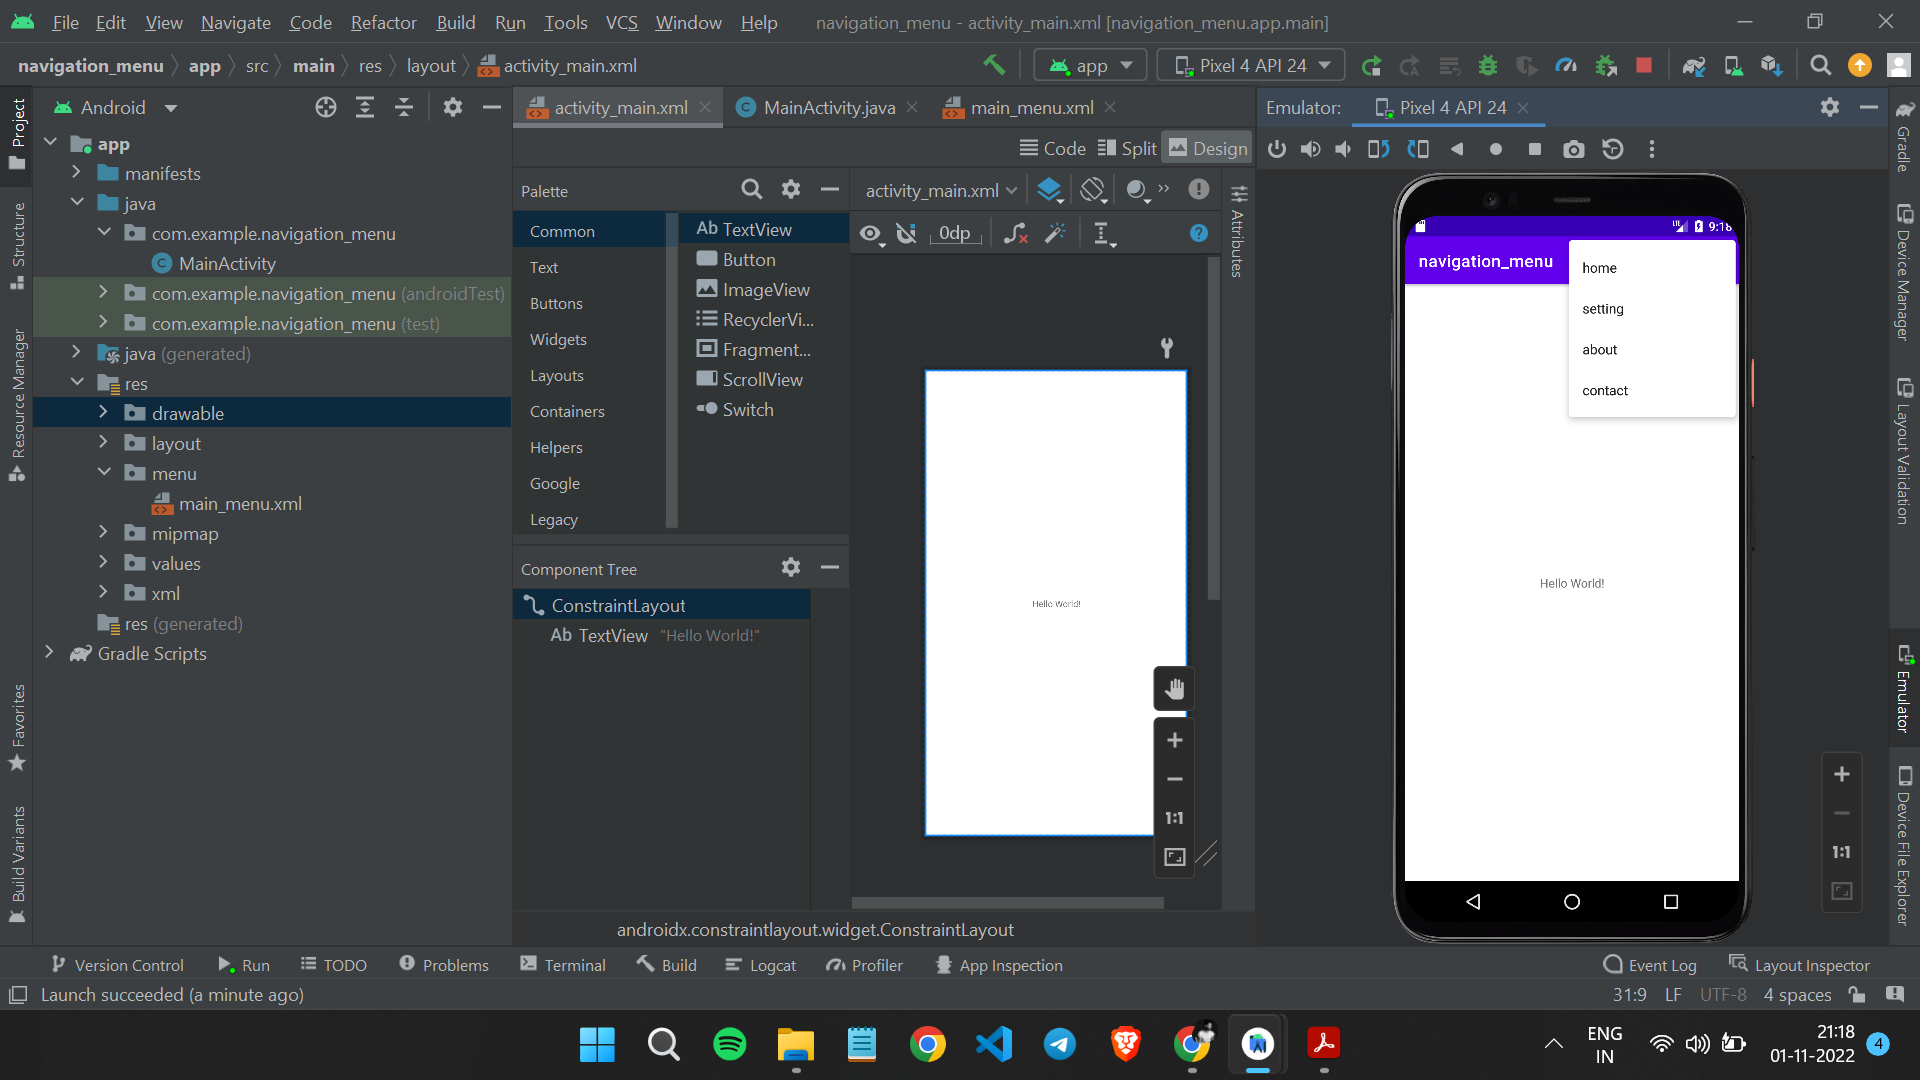 File Edit View Navigate Code Refactor Build Run Tools VCS Window Help navigation_menu - activity_main.xml [navigation_menu.app.main]
navigation_menu app src main res layout activity_main.xml app Pixel 4 API 24
Project
Structure
Resource Manager
Favorites
Build Variants
Android
app
manifests
java
com.example.navigation_menu
MainActivity
com.example.navigation_menu (androidTest)
com.example.navigation_menu (test)
java (generated)
res
drawable
layout
menu
main_menu.xml
mipmap
values
xml
res (generated)
Gradle Scripts
activity_main.xml MainActivity.java main_menu.xml
Code Split Design
Palette
Common
Text
Buttons
Widgets
Layouts
Containers
Helpers
Google
Legacy
Ab TextView
Button
ImageView
RecyclerVi...
Fragment...
ScrollView
Switch
Component Tree
ConstraintLayout
Ab TextView "Hello World!"
activity_main.xml
0dp
Hello World!
1:1
Attributes
androidx.constraintlayout.widget.ConstraintLayout
Emulator: Pixel 4 API 24
9:18
navigation_menu
home
setting
about
contact
Hello World!
1:1
Gradle
Device Manager
Layout Validation
Emulator
Device File Explorer
Version Control Run TODO Problems Terminal Build Logcat Profiler App Inspection Event Log Layout Inspector
Launch succeeded (a minute ago) 31:9 LF UTF-8 4 spaces
ENG
IN
21:18
01-11-2022
4